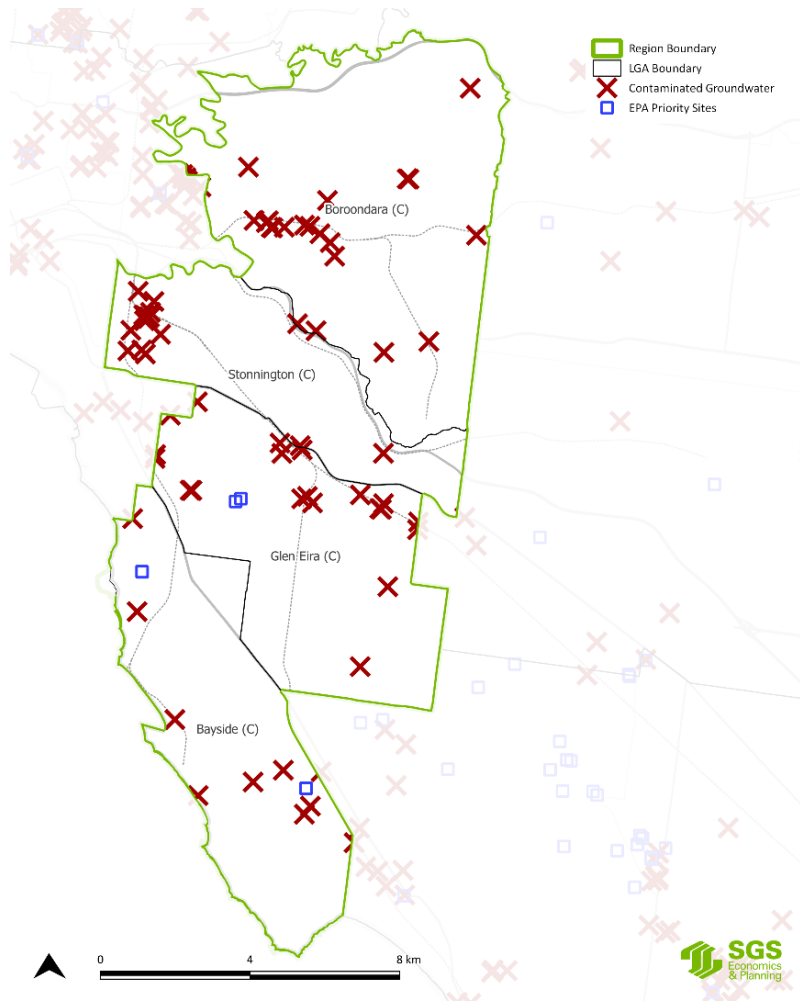 Region Boundary
LGA Boundary
Contaminated Groundwater
EPA Priority Sites
Boroondara (C)
Stonnington (C)
Glen Eira (C)
Bayside (C)
0 4 8 km
SGS
Economics
& Planning